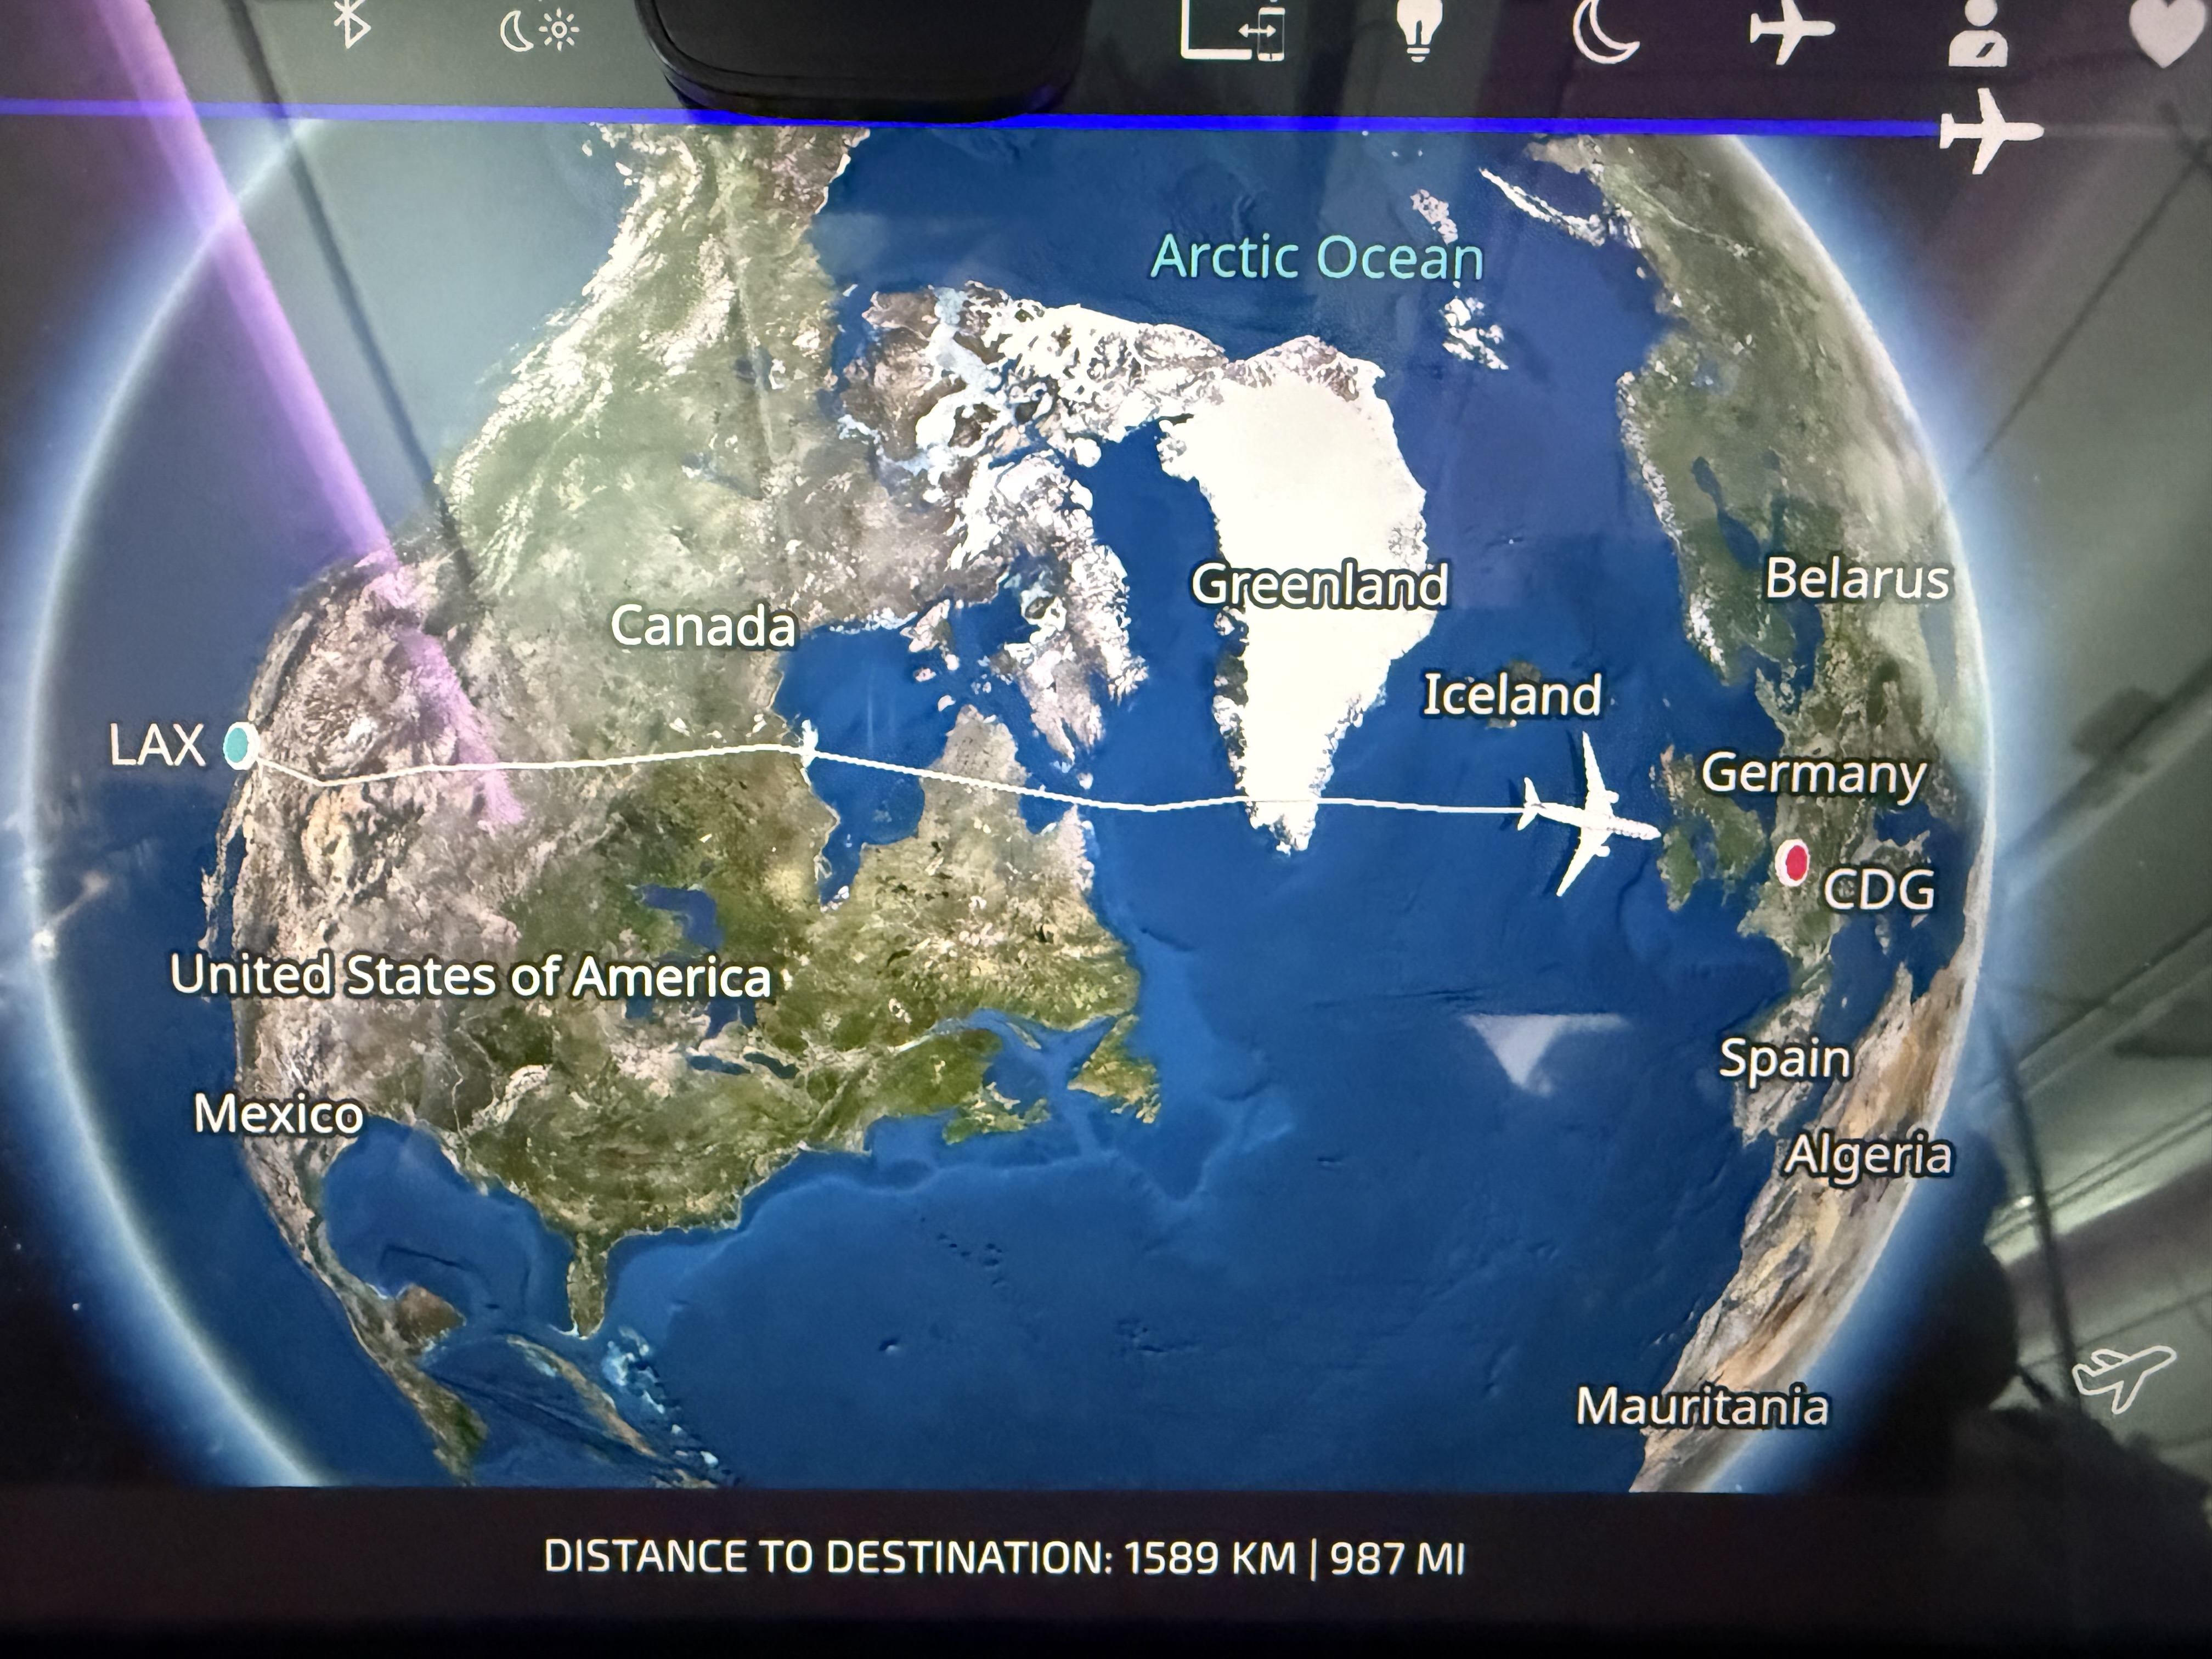 Arctic Ocean
Belarus
Greenland
Canada
Iceland
LAX
Germany
CDG
United States of America
Spain
Mexico
Algeria
Mauritania
DISTANCE TO DESTINATION: 1589 KM | 987 MI